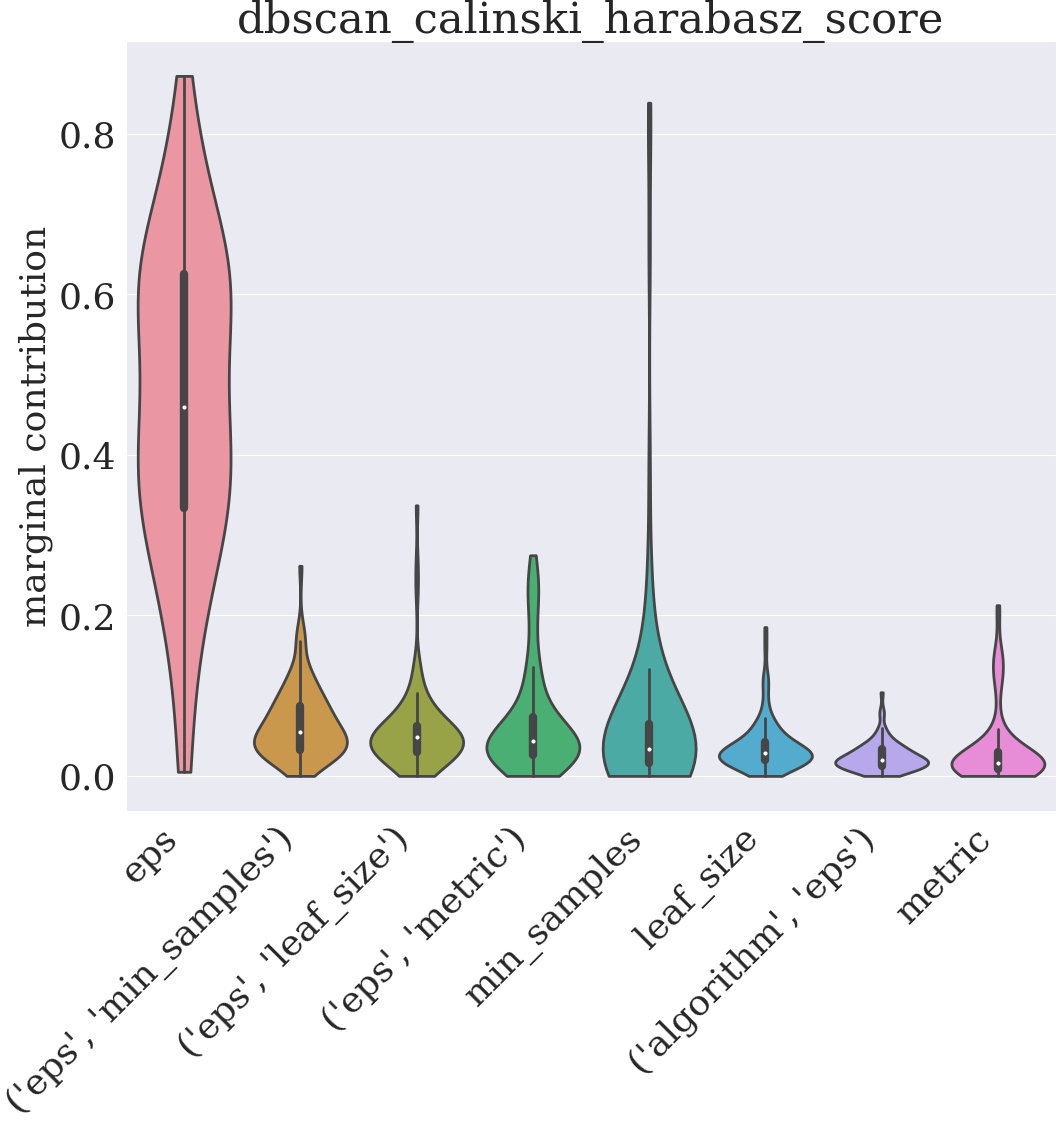 dbscan_calinski_harabasz_score
marginal contribution
0.8
0.6
0.4
0.2
0.0
eps
('eps', 'min_samples')
('eps', 'leaf_size')
('eps', 'metric')
min_samples
leaf_size
('algorithm', 'eps')
metric